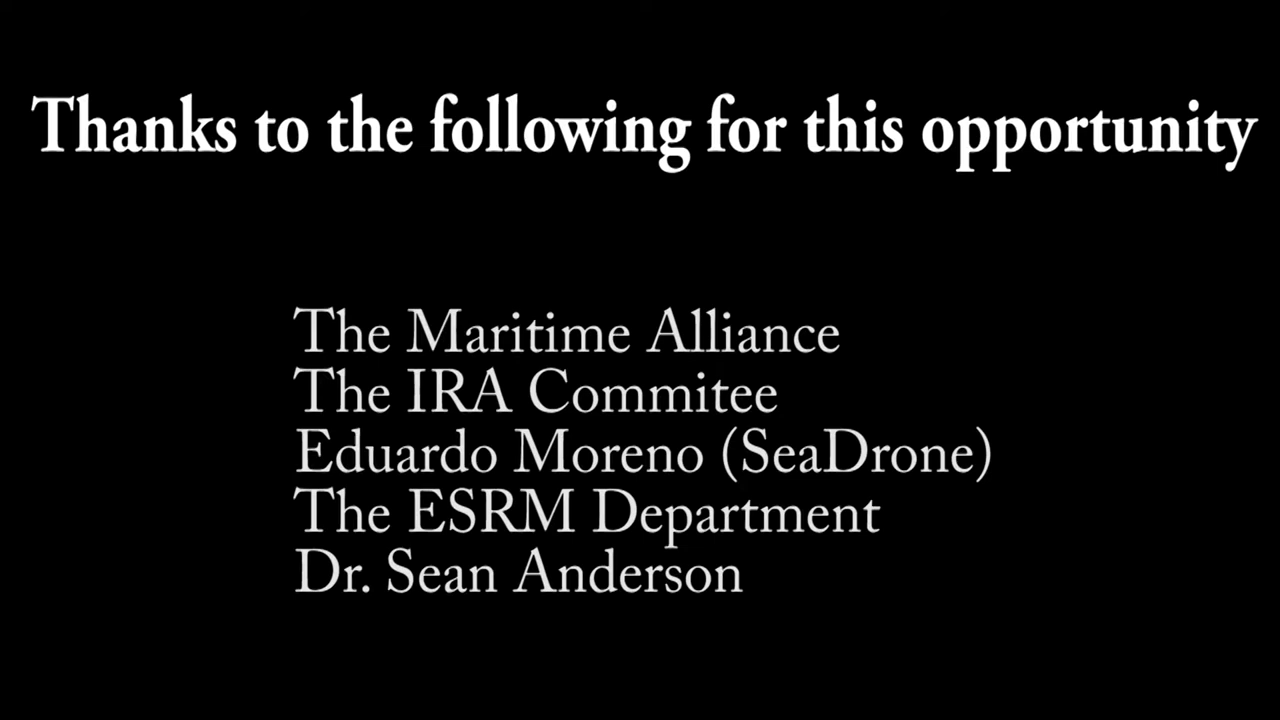 Thanks to the following for this opportunity
The Maritime Alliance
The IRA Commitee
Eduardo Moreno (SeaDrone)
The ESRM Department
Dr. Sean Anderson